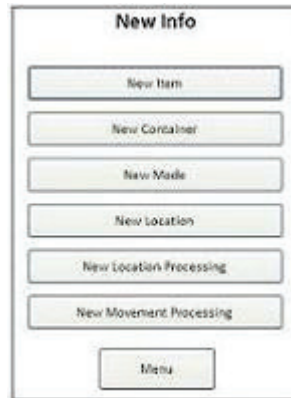 New Info
New Item
New Container
New Mode
New Location
New Location Processing
New Movement Processing
Menu